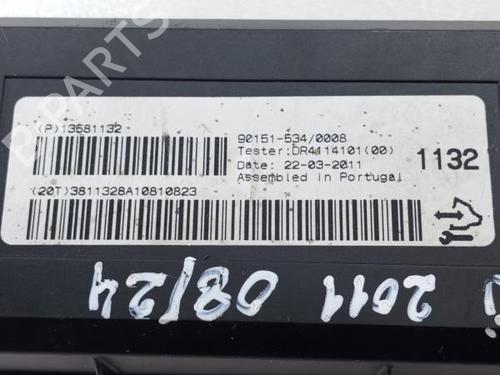 B-PARTS
(P)13581132
90151-534/0008
Tester:DR4114101(00)
Date: 22-03-2011
Assembled in Portugal
1132
(20T)3811328A10810823
2011 08/24